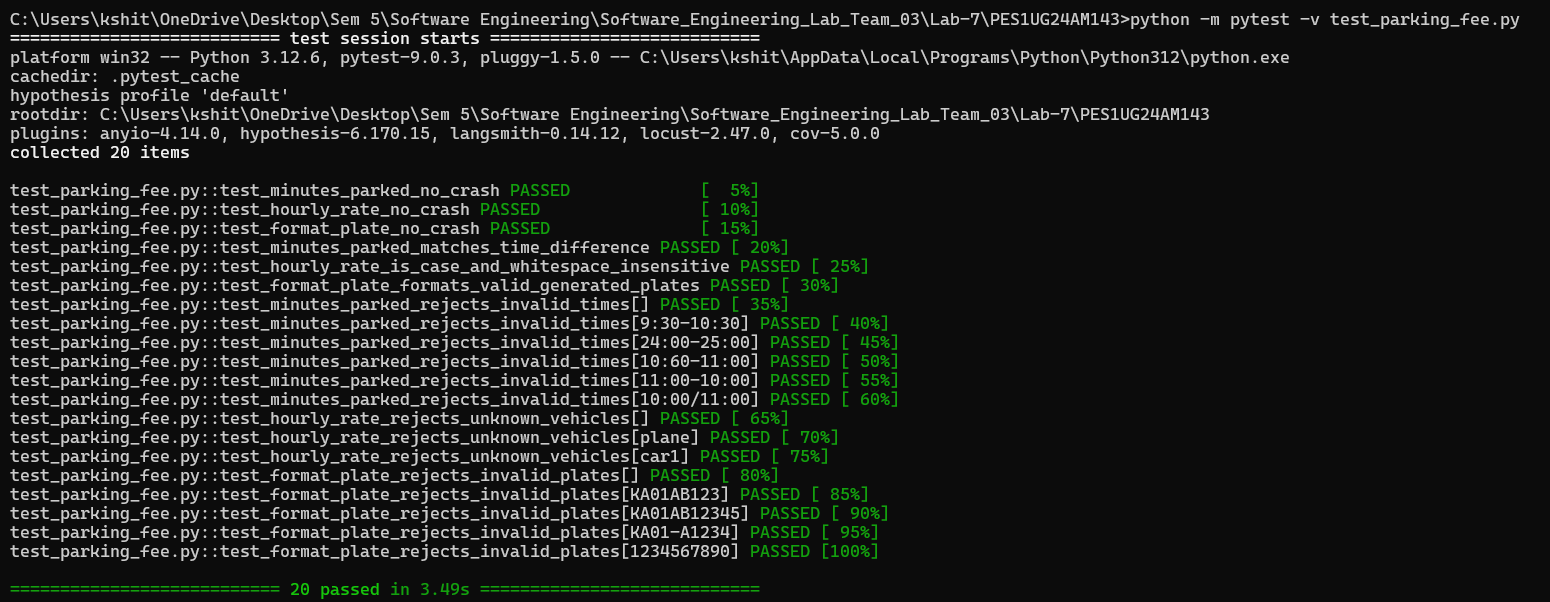 C:\Users\kshit\OneDrive\Desktop\Sem 5\Software Engineering\Software_Engineering_Lab_Team_03\Lab-7\PES1UG24AM143>python -m pytest -v test_parking_fee.py
=========================== test session starts ===========================
platform win32 -- Python 3.12.6, pytest-9.0.3, pluggy-1.5.0 -- C:\Users\kshit\AppData\Local\Programs\Python\Python312\python.exe
cachedir: .pytest_cache
hypothesis profile 'default'
rootdir: C:\Users\kshit\OneDrive\Desktop\Sem 5\Software Engineering\Software_Engineering_Lab_Team_03\Lab-7\PES1UG24AM143
plugins: anyio-4.14.0, hypothesis-6.170.15, langsmith-0.14.12, locust-2.47.0, cov-5.0.0
collected 20 items
test_parking_fee.py::test_minutes_parked_no_crash PASSED             [  5%]
test_parking_fee.py::test_hourly_rate_no_crash PASSED                [ 10%]
test_parking_fee.py::test_format_plate_no_crash PASSED               [ 15%]
test_parking_fee.py::test_minutes_parked_matches_time_difference PASSED [ 20%]
test_parking_fee.py::test_hourly_rate_is_case_and_whitespace_insensitive PASSED [ 25%]
test_parking_fee.py::test_format_plate_formats_valid_generated_plates PASSED [ 30%]
test_parking_fee.py::test_minutes_parked_rejects_invalid_times[] PASSED [ 35%]
test_parking_fee.py::test_minutes_parked_rejects_invalid_times[9:30-10:30] PASSED [ 40%]
test_parking_fee.py::test_minutes_parked_rejects_invalid_times[24:00-25:00] PASSED [ 45%]
test_parking_fee.py::test_minutes_parked_rejects_invalid_times[10:60-11:00] PASSED [ 50%]
test_parking_fee.py::test_minutes_parked_rejects_invalid_times[11:00-10:00] PASSED [ 55%]
test_parking_fee.py::test_minutes_parked_rejects_invalid_times[10:00/11:00] PASSED [ 60%]
test_parking_fee.py::test_hourly_rate_rejects_unknown_vehicles[] PASSED [ 65%]
test_parking_fee.py::test_hourly_rate_rejects_unknown_vehicles[plane] PASSED [ 70%]
test_parking_fee.py::test_hourly_rate_rejects_unknown_vehicles[car1] PASSED [ 75%]
test_parking_fee.py::test_format_plate_rejects_invalid_plates[] PASSED [ 80%]
test_parking_fee.py::test_format_plate_rejects_invalid_plates[KA01AB123] PASSED [ 85%]
test_parking_fee.py::test_format_plate_rejects_invalid_plates[KA01AB12345] PASSED [ 90%]
test_parking_fee.py::test_format_plate_rejects_invalid_plates[KA01-A1234] PASSED [ 95%]
test_parking_fee.py::test_format_plate_rejects_invalid_plates[1234567890] PASSED [100%]
=========================== 20 passed in 3.49s ============================